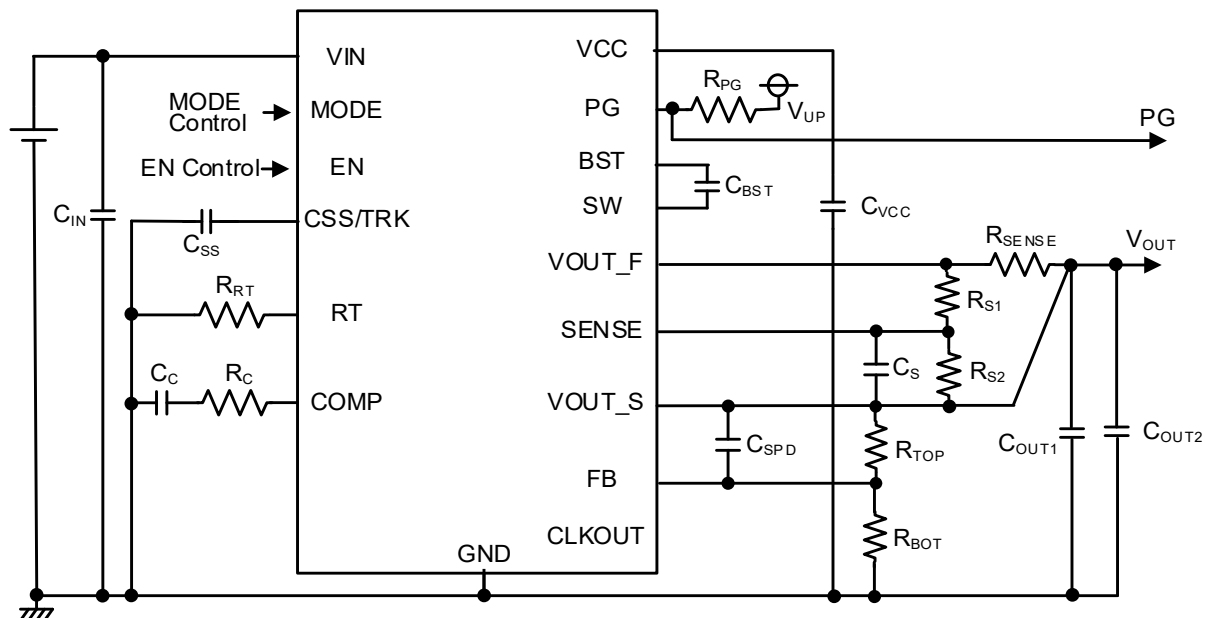 VIN
VCC
R_PG
MODE
Control
MODE
PG
V_UP
PG
EN Control
EN
BST
C_BST
SW
C_IN
C_SS
CSS/TRK
C_VCC
R_SENSE
V_OUT
VOUT_F
R_RT
RT
R_S1
SENSE
C_C
R_C
COMP
C_S
R_S2
VOUT_S
C_SPD
R_TOP
C_OUT1
C_OUT2
FB
CLKOUT
R_BOT
GND